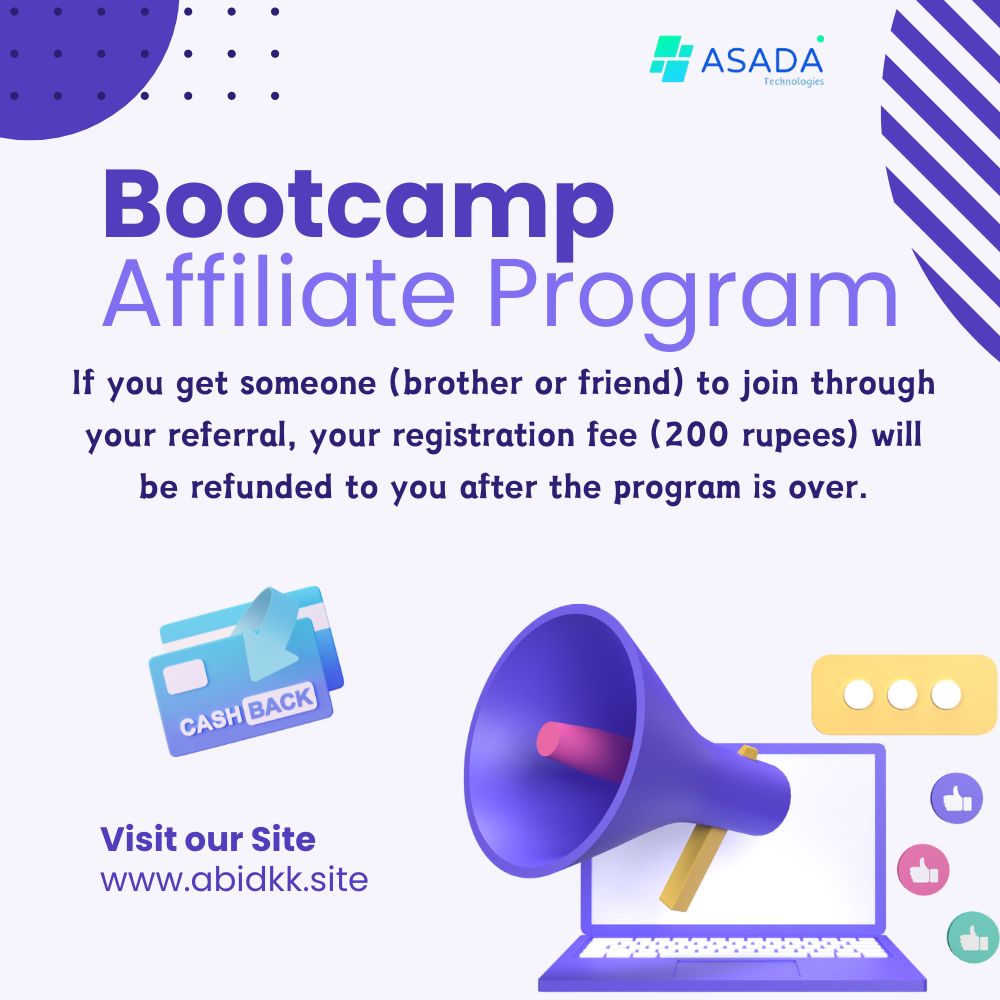 ASADA
Technologies
Bootcamp
Affiliate Program
If you get someone (brother or friend) to join through
your referral, your registration fee (200 rupees) will
be refunded to you after the program is over.
CASH BACK
Visit our Site
www.abidkk.site